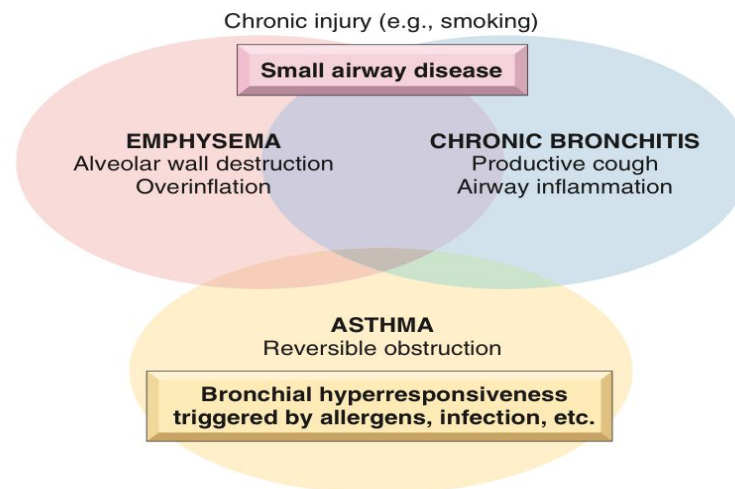 Chronic injury (e.g., smoking)
Small airway disease
EMPHYSEMA
Alveolar wall destruction
Overinflation
CHRONIC BRONCHITIS
Productive cough
Airway inflammation
ASTHMA
Reversible obstruction
Bronchial hyperresponsiveness
triggered by allergens, infection, etc.